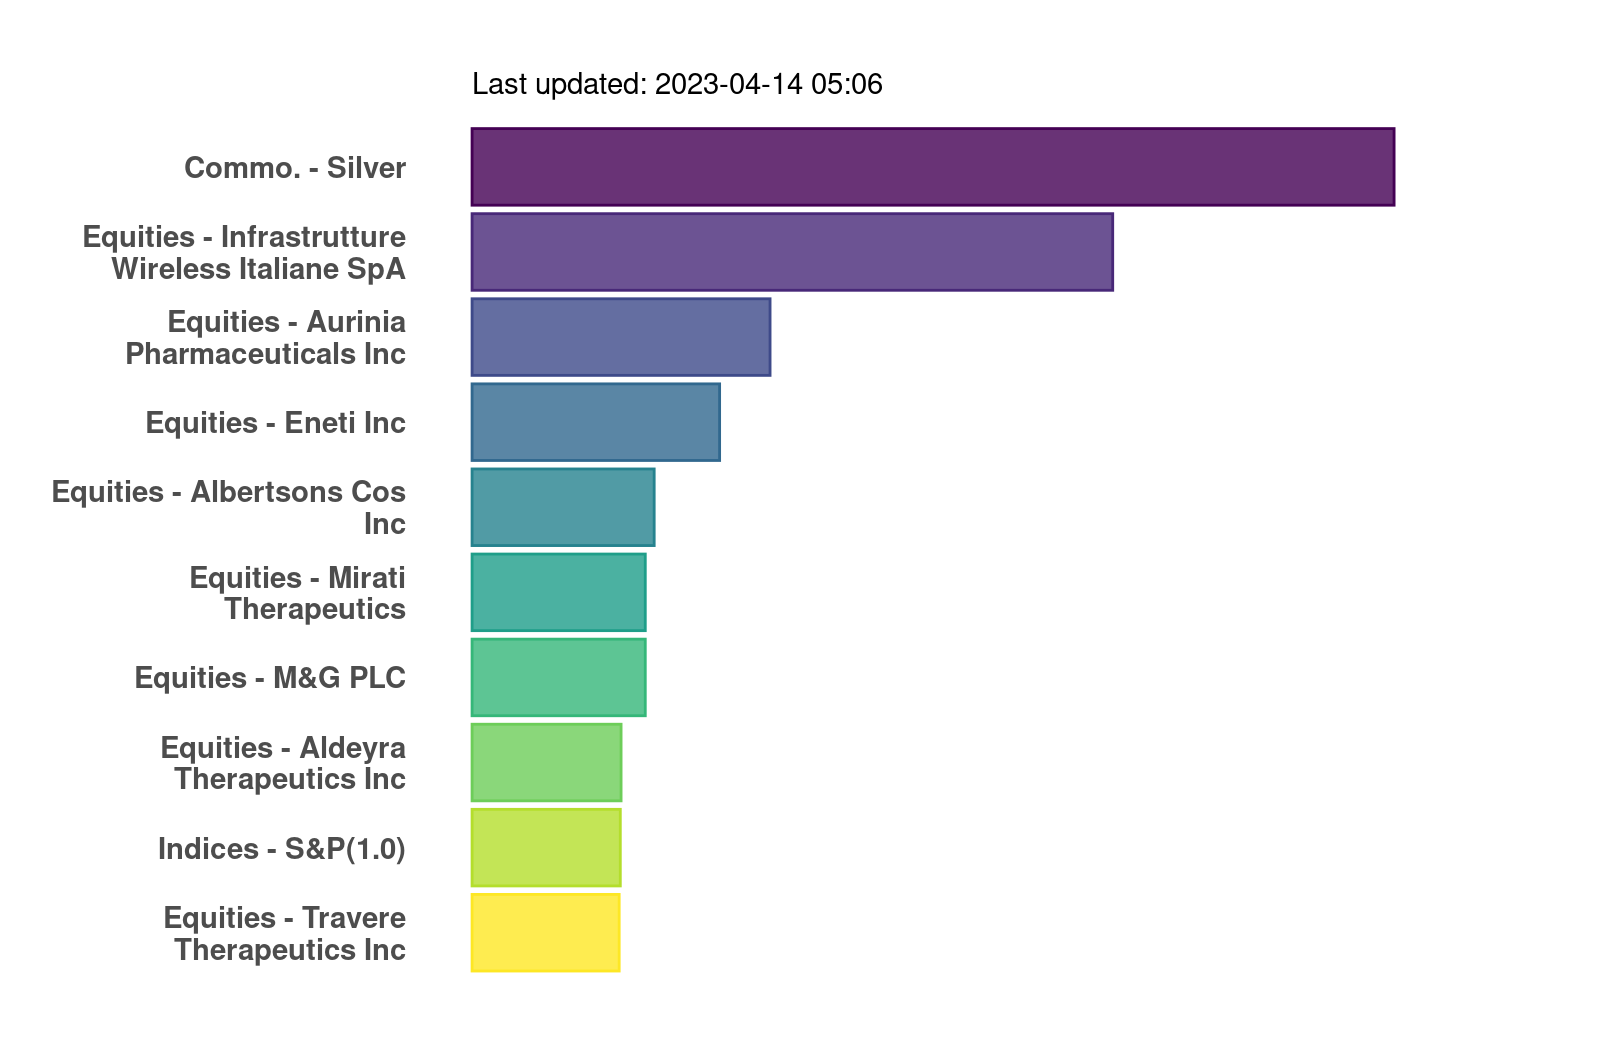 Last updated: 2023-04-14 05:06
Commo. - Silver
Equities - Infrastrutture
Wireless Italiane SpA
Equities - Aurinia
Pharmaceuticals Inc
Equities - Eneti Inc
Equities - Albertsons Cos
Inc
Equities - Mirati
Therapeutics
Equities - M&G PLC
Equities - Aldeyra
Therapeutics Inc
Indices - S&P(1.0)
Equities - Travere
Therapeutics Inc